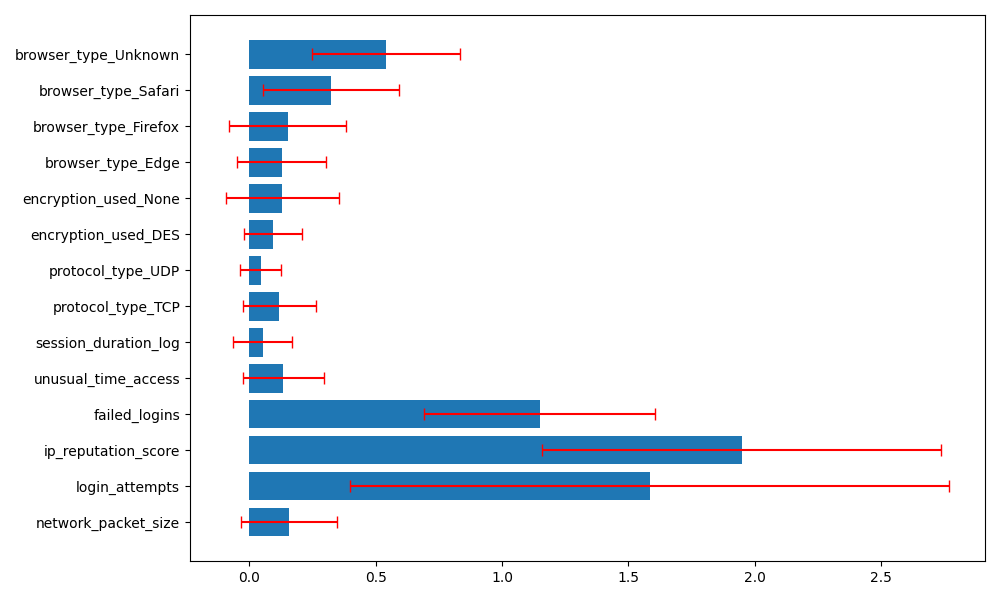 browser_type_Unknown
browser_type_Safari
browser_type_Firefox
browser_type_Edge
encryption_used_None
encryption_used_DES
protocol_type_UDP
protocol_type_TCP
session_duration_log
unusual_time_access
failed_logins
ip_reputation_score
login_attempts
network_packet_size
0.0 0.5 1.0 1.5 2.0 2.5